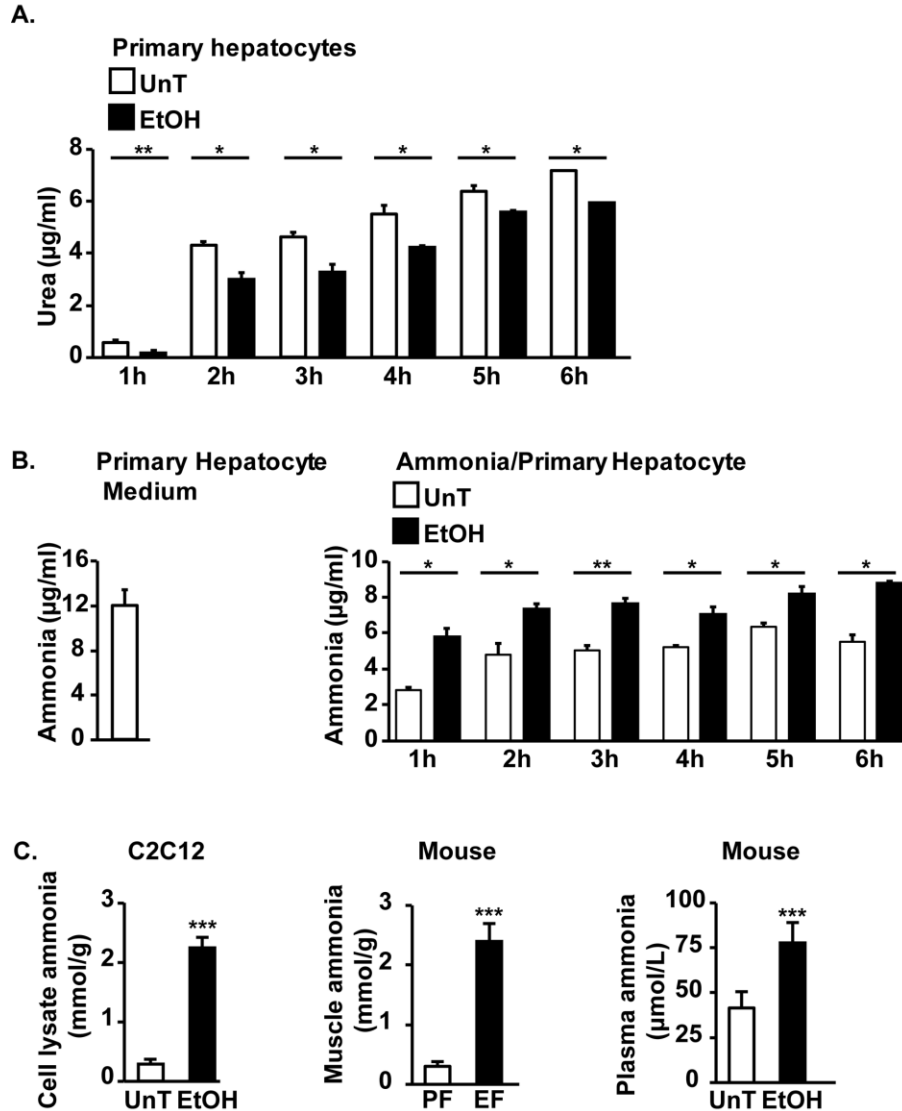 A.
Primary hepatocytes
UnT
EtOH
** * * * * *
Urea (µg/ml)
8
6
4
2
0
1h 2h 3h 4h 5h 6h
B.
Primary Hepatocyte
Medium
Ammonia (µg/ml)
16
12
8
4
0
Ammonia/Primary Hepatocyte
UnT
EtOH
* * ** * * *
Ammonia (µg/ml)
10
8
6
4
2
0
1h 2h 3h 4h 5h 6h
C.
C2C12
Cell lysate ammonia
(mmol/g)
3
2
1
0
***
UnT EtOH
Mouse
Muscle ammonia
(mmol/g)
3
2
1
0
***
PF EF
Mouse
Plasma ammonia
(µmol/L)
100
75
50
25
0
***
UnT EtOH